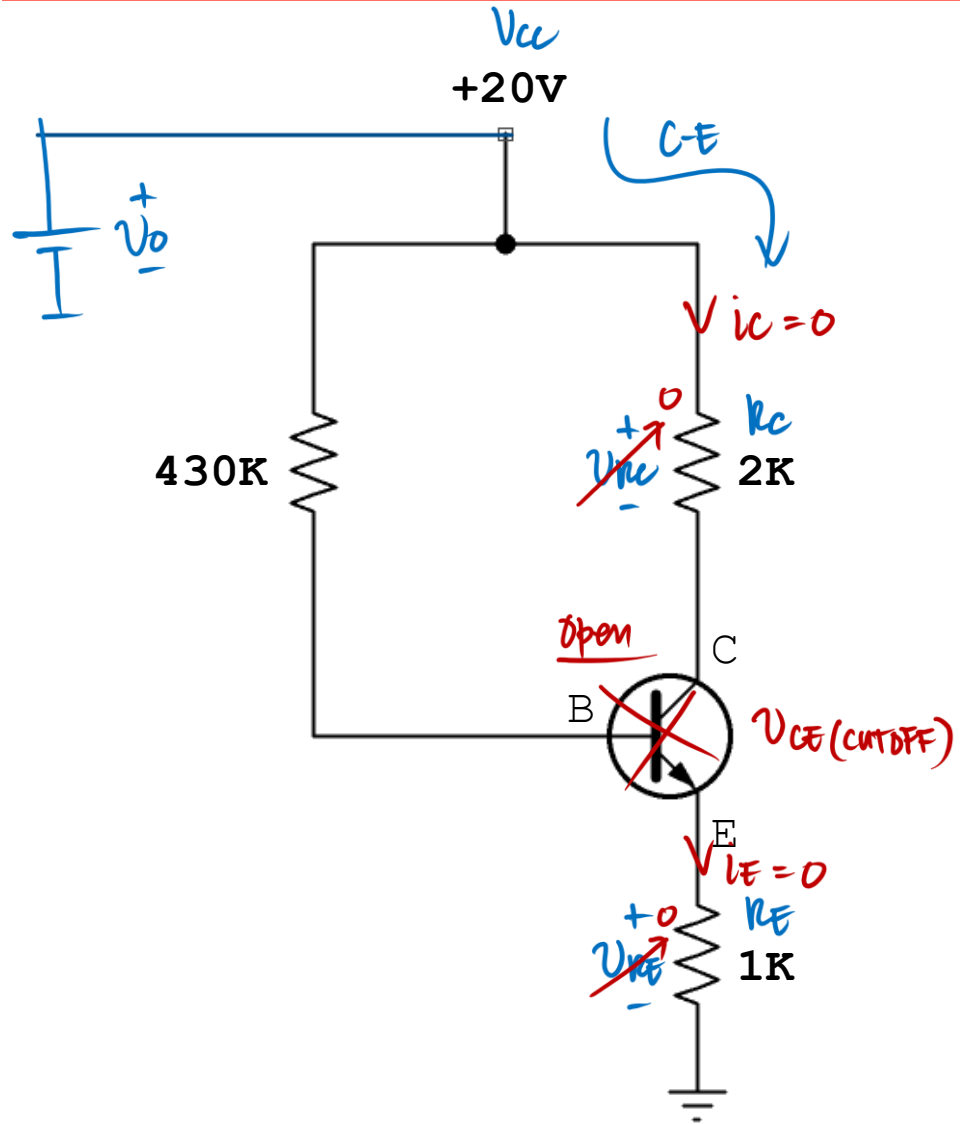 Vcc
+20V
C-E
+
Vo
-
ic = 0
0
Rc
+
VRC
-
430K
2K
Open
C
B
VCE (CUTOFF)
E
iE = 0
+
0
RE
VRE
-
1K